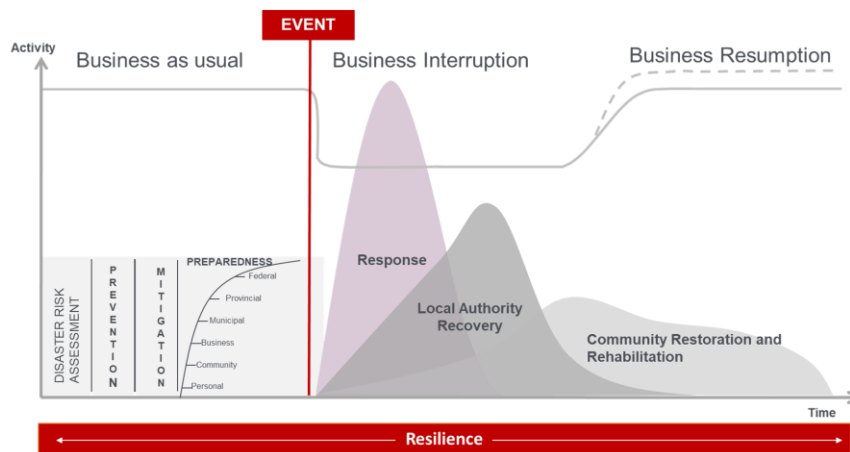 EVENT
Activity
Business as usual
Business Interruption
Business Resumption
PREPAREDNESS
Federal
Provincial
Municipal
Business
Community
Personal
DISASTER RISK
ASSESSMENT
PREVENTION
MITIGATION
Response
Local Authority
Recovery
Community Restoration and
Rehabilitation
Time
Resilience